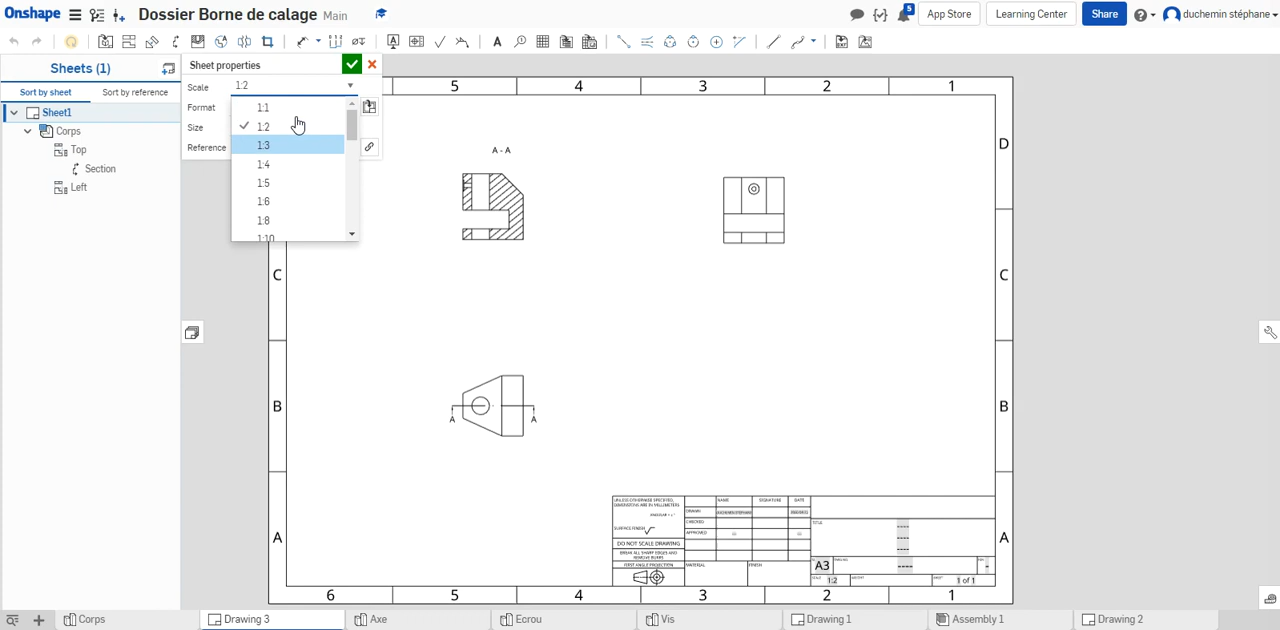 Onshape Dossier Borne de calage Main 5 App Store Learning Center Share duchemin stéphane
Sheets (1)
Sort by sheet Sort by reference
Sheet1
Corps
Top
Section
Left
Sheet properties
Scale 1:2
Format
Size
Reference
1:1
1:2
1:3
1:4
1:5
1:6
1:8
1:10
5 4 3 2 1
D
C C
B B
A A
6 5 4 3 2 1
A - A
A A
UNLESS OTHERWISE SPECIFIED,
DIMENSIONS ARE IN MILLIMETERS
SURFACE FINISH
DO NOT SCALE DRAWING
BREAK ALL SHARP EDGES AND
REMOVE BURRS
FIRST ANGLE PROJECTION
NAME SIGNATURE DATE
DRAWN
CHECKED
APPROVED
MATERIAL FINISH
TITLE
A3
SCALE 1:2 WEIGHT SHEET 1 of 1
Corps Drawing 3 Axe Ecrou Vis Drawing 1 Assembly 1 Drawing 2